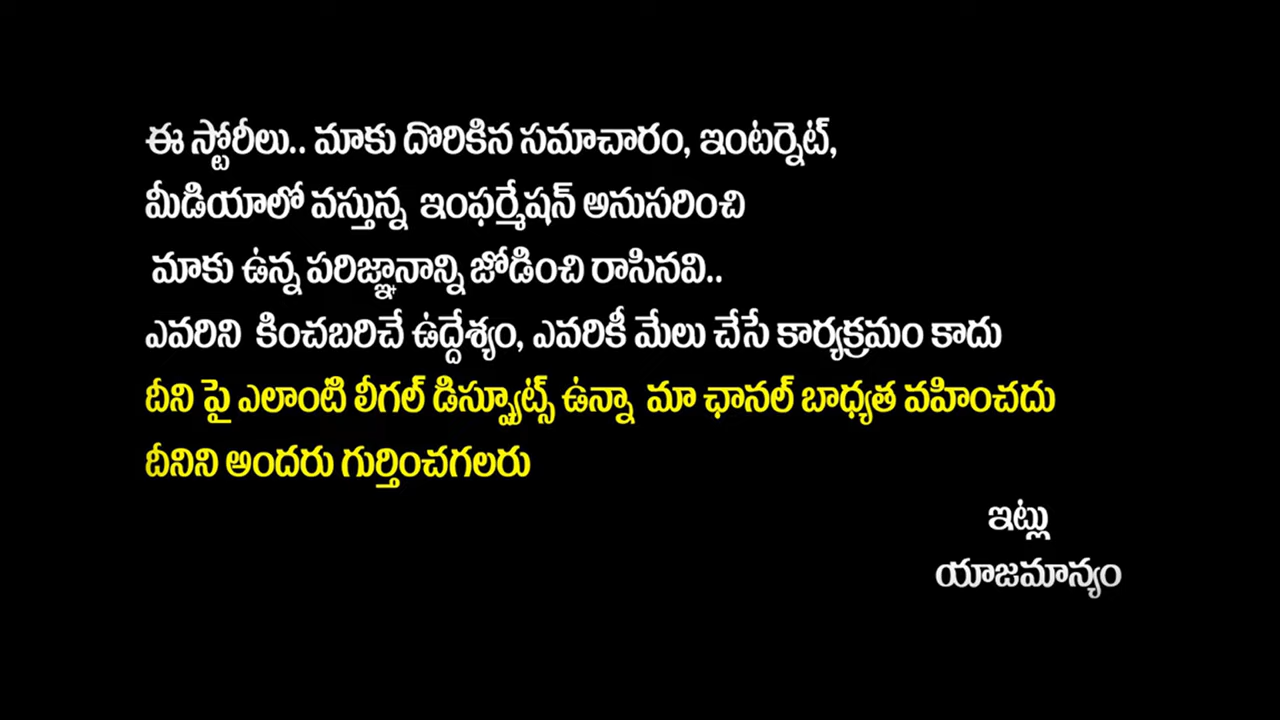 ఈ స్టోరీలు.. మాకు దొరికిన సమాచారం, ఇంటర్నెట్,
మీడియాలో వస్తున్న ఇంఫర్మేషన్ అనుసరించి
మాకు ఉన్న పరిజ్ఞానాన్ని జోడించి రాసినవి..
ఎవరిని కించబరిచే ఉద్దేశ్యం, ఎవరికీ మేలు చేసే కార్యక్రమం కాదు
దీని పై ఎలాంటి లీగల్ డిస్ప్యూట్స్ ఉన్నా మా ఛానల్ బాధ్యత వహించదు
దీనిని అందరు గుర్తించగలరు
ఇట్లు
యాజమాన్యం